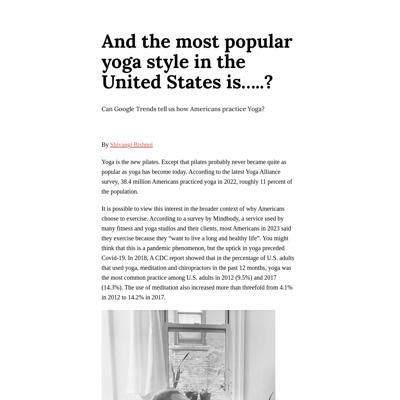 And the most popular
yoga style in the
United States is.....?
Can Google Trends tell us how Americans practice Yoga?
By Shivangi Bishnoi
Yoga is the new pilates. Except that pilates probably never became quite as
popular as yoga has become today. According to the latest Yoga Alliance
survey, 38.4 million Americans practiced yoga in 2022, roughly 11 percent of
the population.
It is possible to view this interest in the broader context of why Americans
choose to exercise. According to a survey by Mindbody, a service used by
many fitness and yoga studios and their clients, most Americans in 2023 said
they exercise because they “want to live a long and healthy life”. You might
think that this is a pandemic phenomenon, but the uptick in yoga preceded
Covid-19. In 2018, A CDC report showed that in the percentage of U.S. adults
that used yoga, meditation and chiropractors in the past 12 months, yoga was
the most common practice among U.S. adults in 2012 (9.5%) and 2017
(14.3%). The use of meditation also increased more than threefold from 4.1%
in 2012 to 14.2% in 2017.